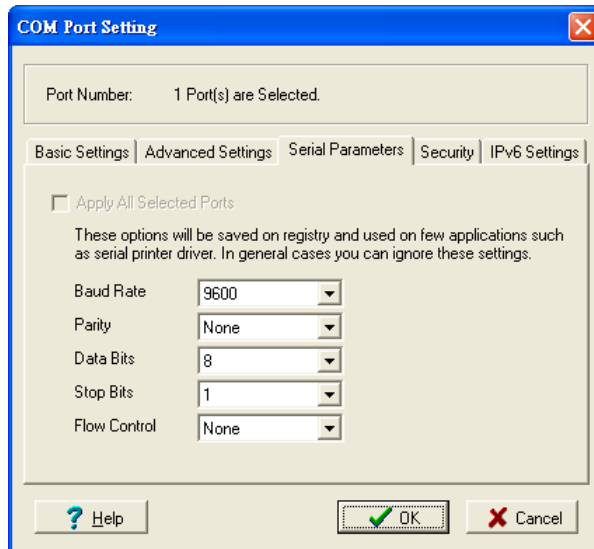 COM Port Setting
Port Number: 1 Port(s) are Selected.
Basic Settings Advanced Settings Serial Parameters Security IPv6 Settings
Apply All Selected Ports
These options will be saved on registry and used on few applications such
as serial printer driver. In general cases you can ignore these settings.
Baud Rate 9600
Parity None
Data Bits 8
Stop Bits 1
Flow Control None
? Help OK Cancel